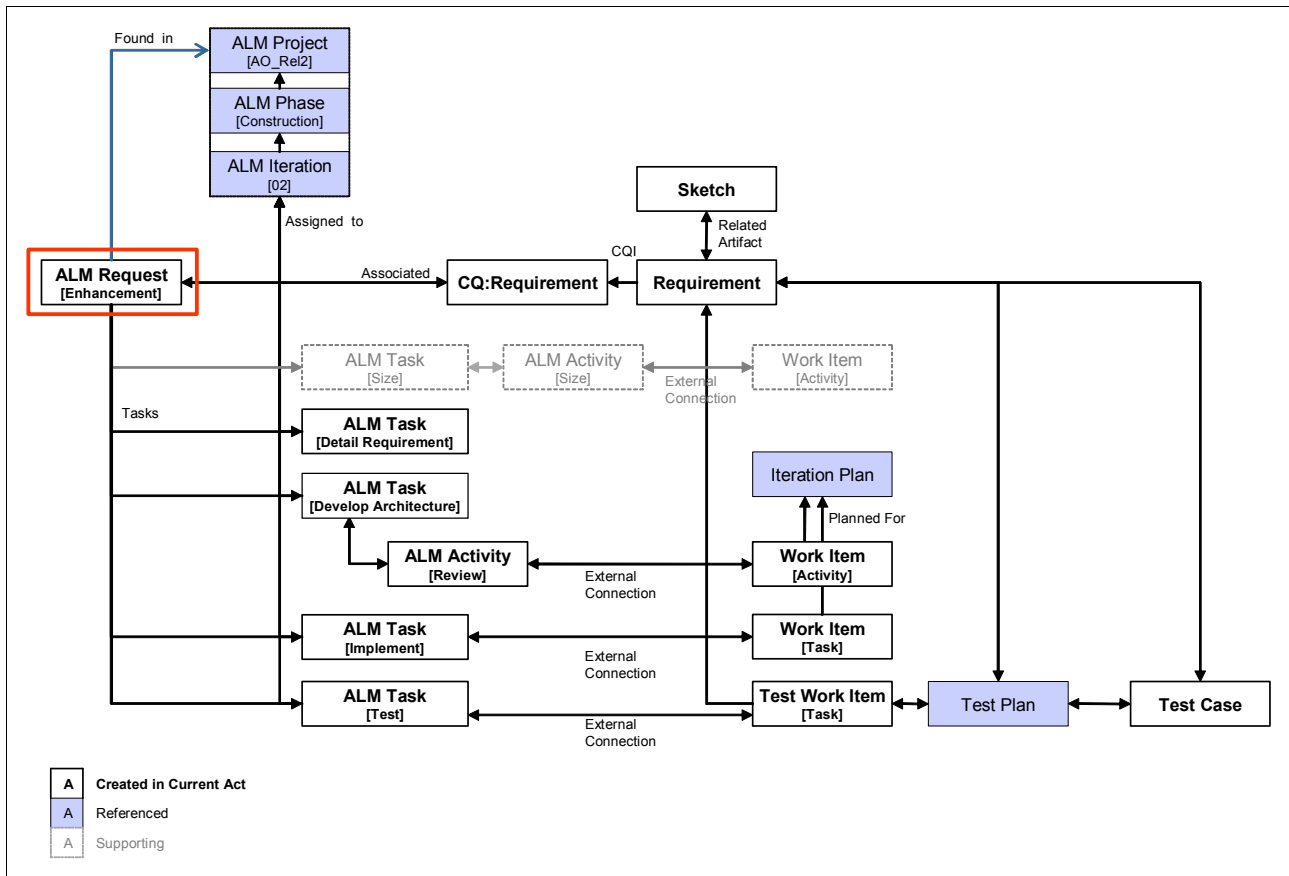 Found in
ALM Project
[AO_Rel2]
ALM Phase
[Construction]
ALM Iteration
[02]
Assigned to
Sketch
Related
Artifact
CQI
ALM Request
[Enhancement]
Associated
CQ:Requirement
Requirement
ALM Task
[Size]
ALM Activity
[Size]
Work Item
[Activity]
External
Connection
Tasks
ALM Task
[Detail Requirement]
ALM Task
[Develop Architecture]
Iteration Plan
Planned For
ALM Activity
[Review]
External
Connection
Work Item
[Activity]
ALM Task
[Implement]
External
Connection
Work Item
[Task]
ALM Task
[Test]
External
Connection
Test Work Item
[Task]
Test Plan
Test Case
A Created in Current Act
A Referenced
A Supporting